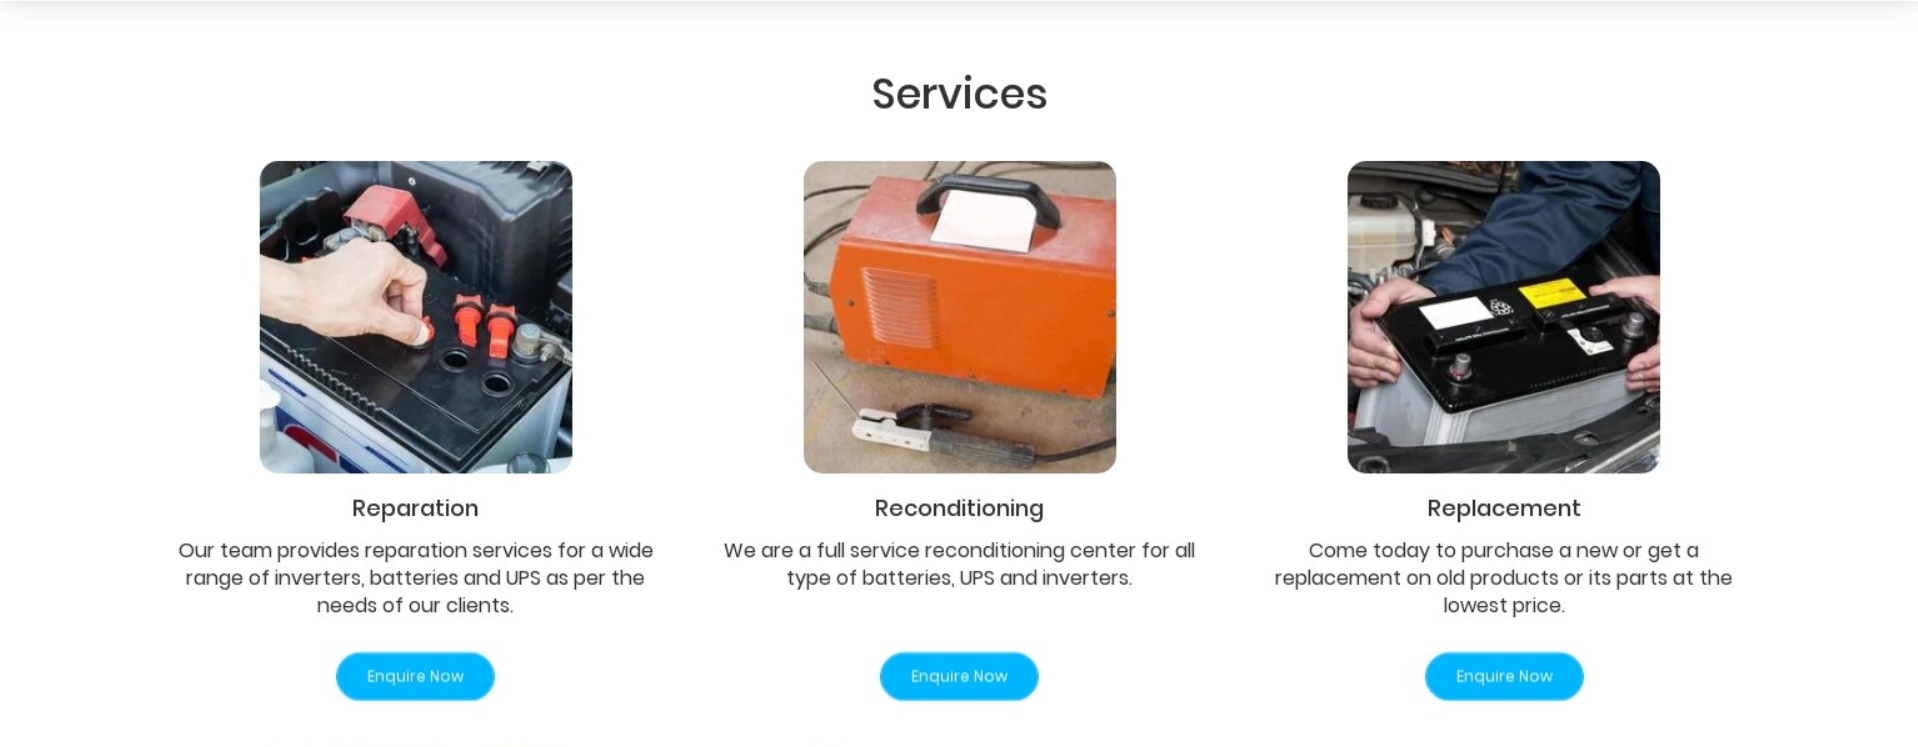 Services
Reparation
Our team provides reparation services for a wide
range of inverters, batteries and UPS as per the
needs of our clients.
Enquire Now
Reconditioning
We are a full service reconditioning center for all
type of batteries, UPS and inverters.
Enquire Now
Replacement
Come today to purchase a new or get a
replacement on old products or its parts at the
lowest price.
Enquire Now